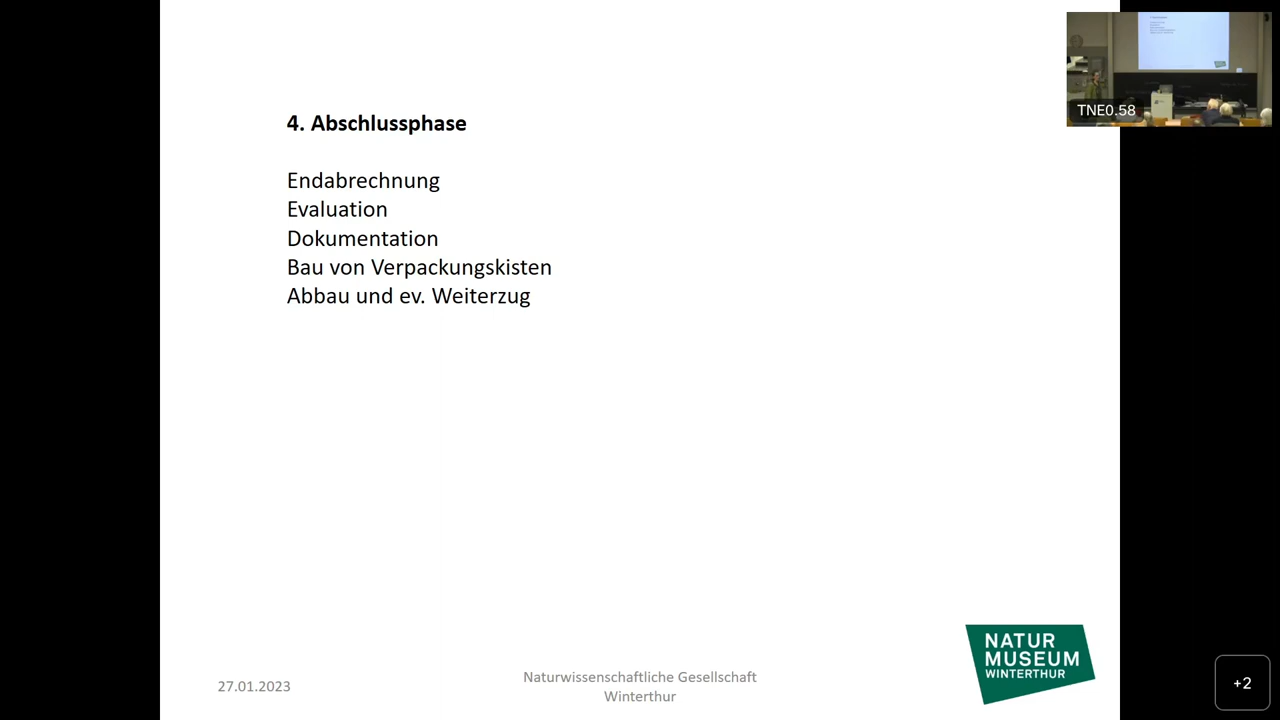 4. Abschlussphase
Endabrechnung
Evaluation
Dokumentation
Bau von Verpackungskisten
Abbau und ev. Weiterzug
27.01.2023
Naturwissenschaftliche Gesellschaft
Winterthur
NATUR
MUSEUM
WINTERTHUR
TNE0.58
+2